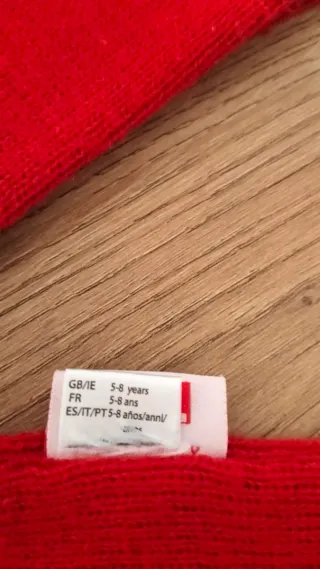 GB/IE 5-8 years
FR 5-8 ans
ES/IT/PT 5-8 años/anni/